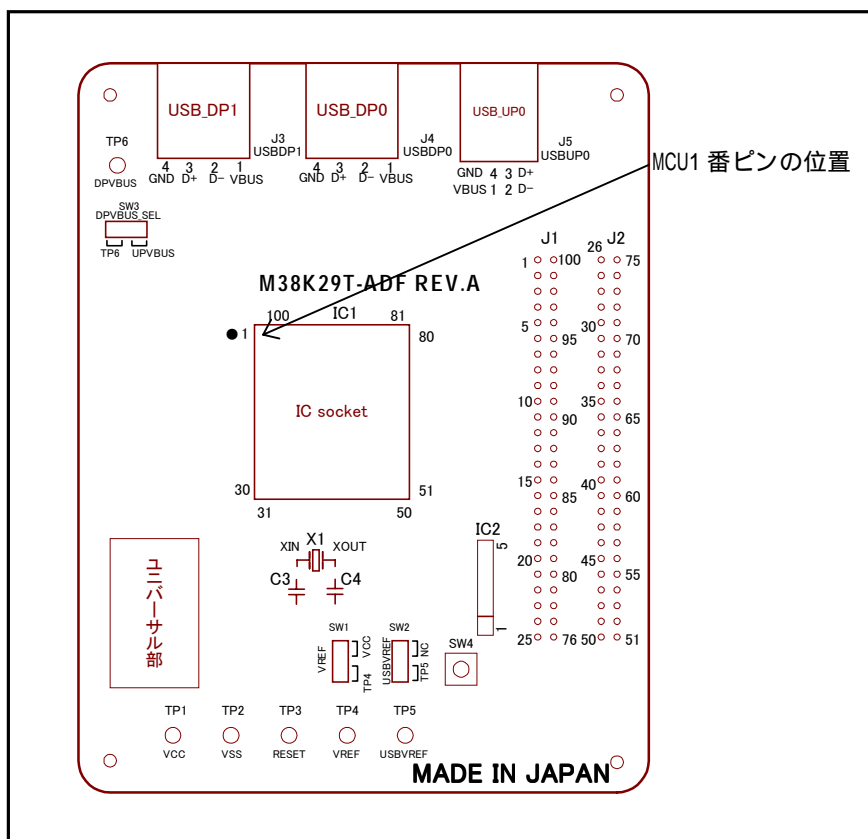 USB_DP1
USB_DP0
USB_UP0
J3
USBDP1
J4
USBDP0
J5
USBUP0
TP6
DPVBUS
4 3 2 1
GND D+ D- VBUS
4 3 2 1
GND D+ D- VBUS
GND 4 3 D+
VBUS 1 2 D-
MCU1 番ピンの位置
SW3
DPVBUS_SEL
TP6 UPVBUS
J1
J2
1 100
26 75
5 95
30 70
10 90
35 65
15 85
40 60
20 80
45 55
25 76
50 51
M38K29T-ADF REV.A
100 IC1 81
1 80
IC socket
30 51
31 50
X1
XIN XOUT
C3 C4
IC2
5
1
ユニバーサル部
SW1
VREF
VCC
TP4
SW2
USBVREF
NC
TP5
SW4
TP1
VCC
TP2
VSS
TP3
RESET
TP4
VREF
TP5
USBVREF
MADE IN JAPAN